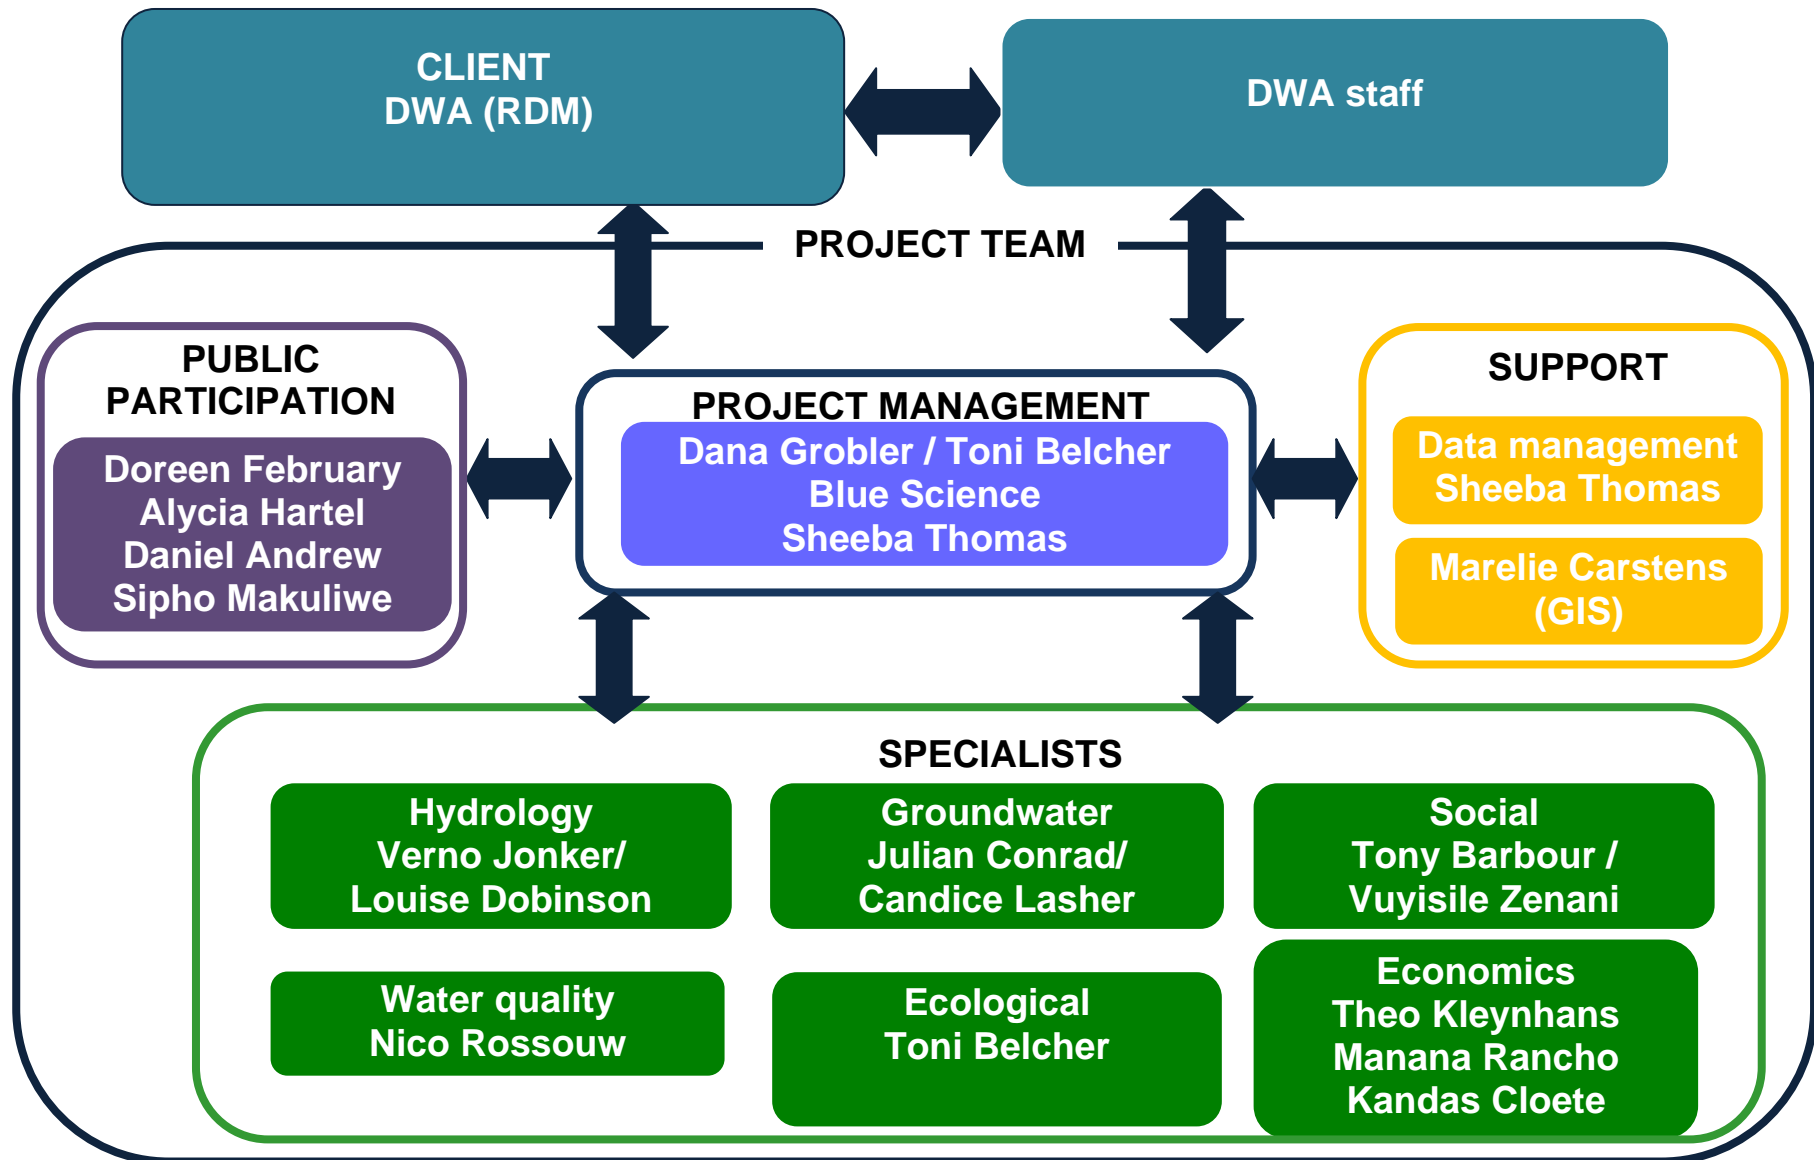 CLIENT
DWA (RDM)
DWA staff
PROJECT TEAM
PUBLIC
PARTICIPATION
Doreen February
Alycia Hartel
Daniel Andrew
Sipho Makuliwe
PROJECT MANAGEMENT
Dana Grobler / Toni Belcher
Blue Science
Sheeba Thomas
SUPPORT
Data management
Sheeba Thomas
Marelie Carstens
(GIS)
SPECIALISTS
Hydrology
Verno Jonker/
Louise Dobinson
Groundwater
Julian Conrad/
Candice Lasher
Social
Tony Barbour /
Vuyisile Zenani
Water quality
Nico Rossouw
Ecological
Toni Belcher
Economics
Theo Kleynhans
Manana Rancho
Kandas Cloete